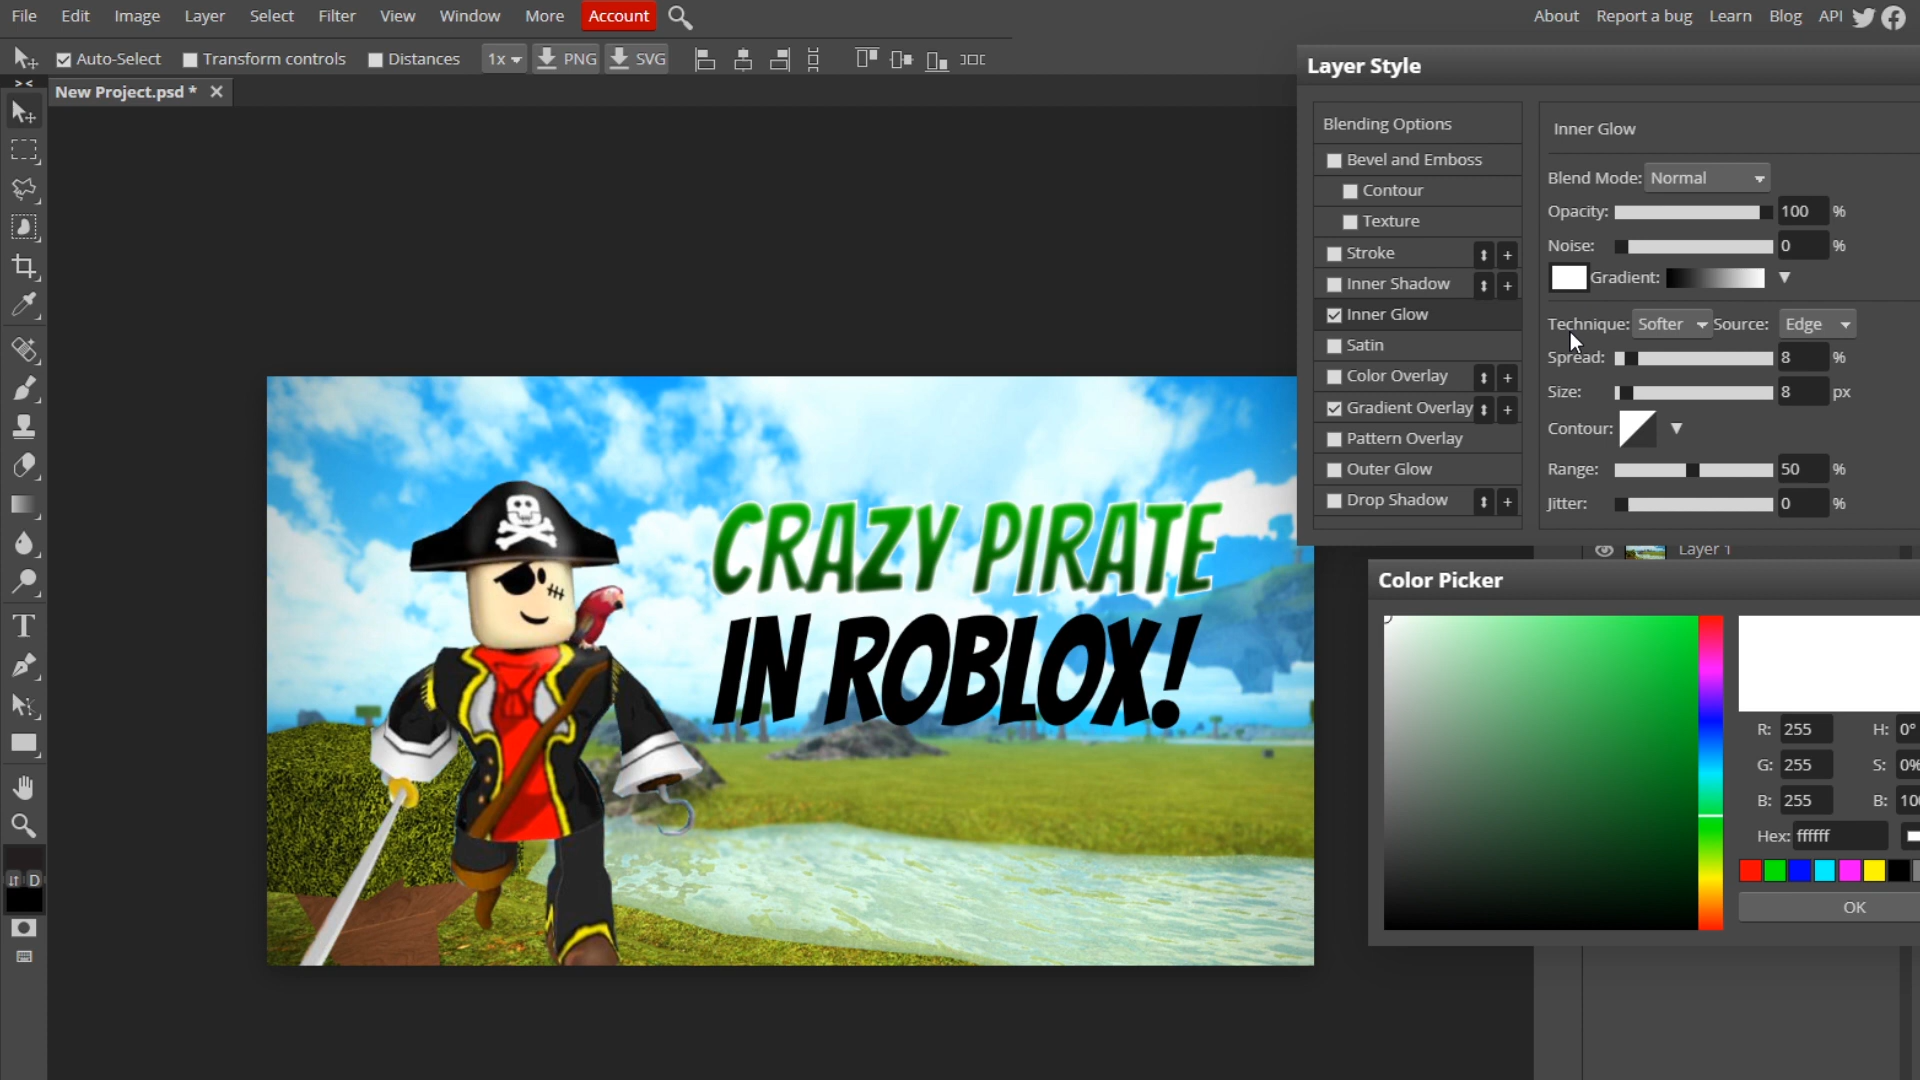 File Edit Image Layer Select Filter View Window More Account
About Report a bug Learn Blog API
Auto-Select Transform controls Distances 1x PNG SVG
New Project.psd *
Layer Style
Blending Options
Bevel and Emboss
Contour
Texture
Stroke
Inner Shadow
Inner Glow
Satin
Color Overlay
Gradient Overlay
Pattern Overlay
Outer Glow
Drop Shadow
Inner Glow
Blend Mode: Normal
Opacity: 100 %
Noise: 0 %
Gradient:
Technique: Softer Source: Edge
Spread: 8 %
Size: 8 px
Contour:
Range: 50 %
Jitter: 0 %
Layer 1
CRAZY PIRATE
IN ROBLOX!
Color Picker
R: 255 H: 0°
G: 255 S: 0%
B: 255 B:
Hex: ffffff
OK
D
T